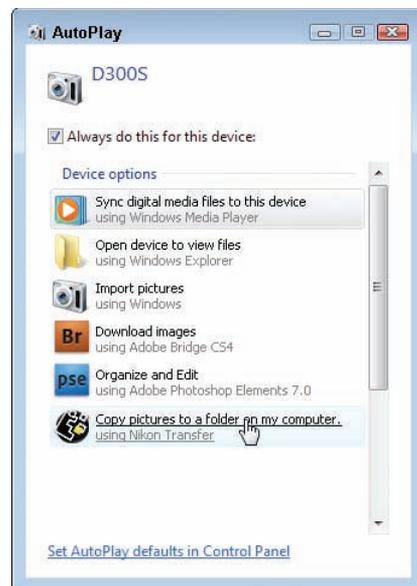 AutoPlay
D300S
Always do this for this device:
Device options
Sync digital media files to this device
using Windows Media Player
Open device to view files
using Windows Explorer
Import pictures
using Windows
Br
Download images
using Adobe Bridge CS4
pse
Organize and Edit
using Adobe Photoshop Elements 7.0
Copy pictures to a folder on my computer.
using Nikon Transfer
Set AutoPlay defaults in Control Panel